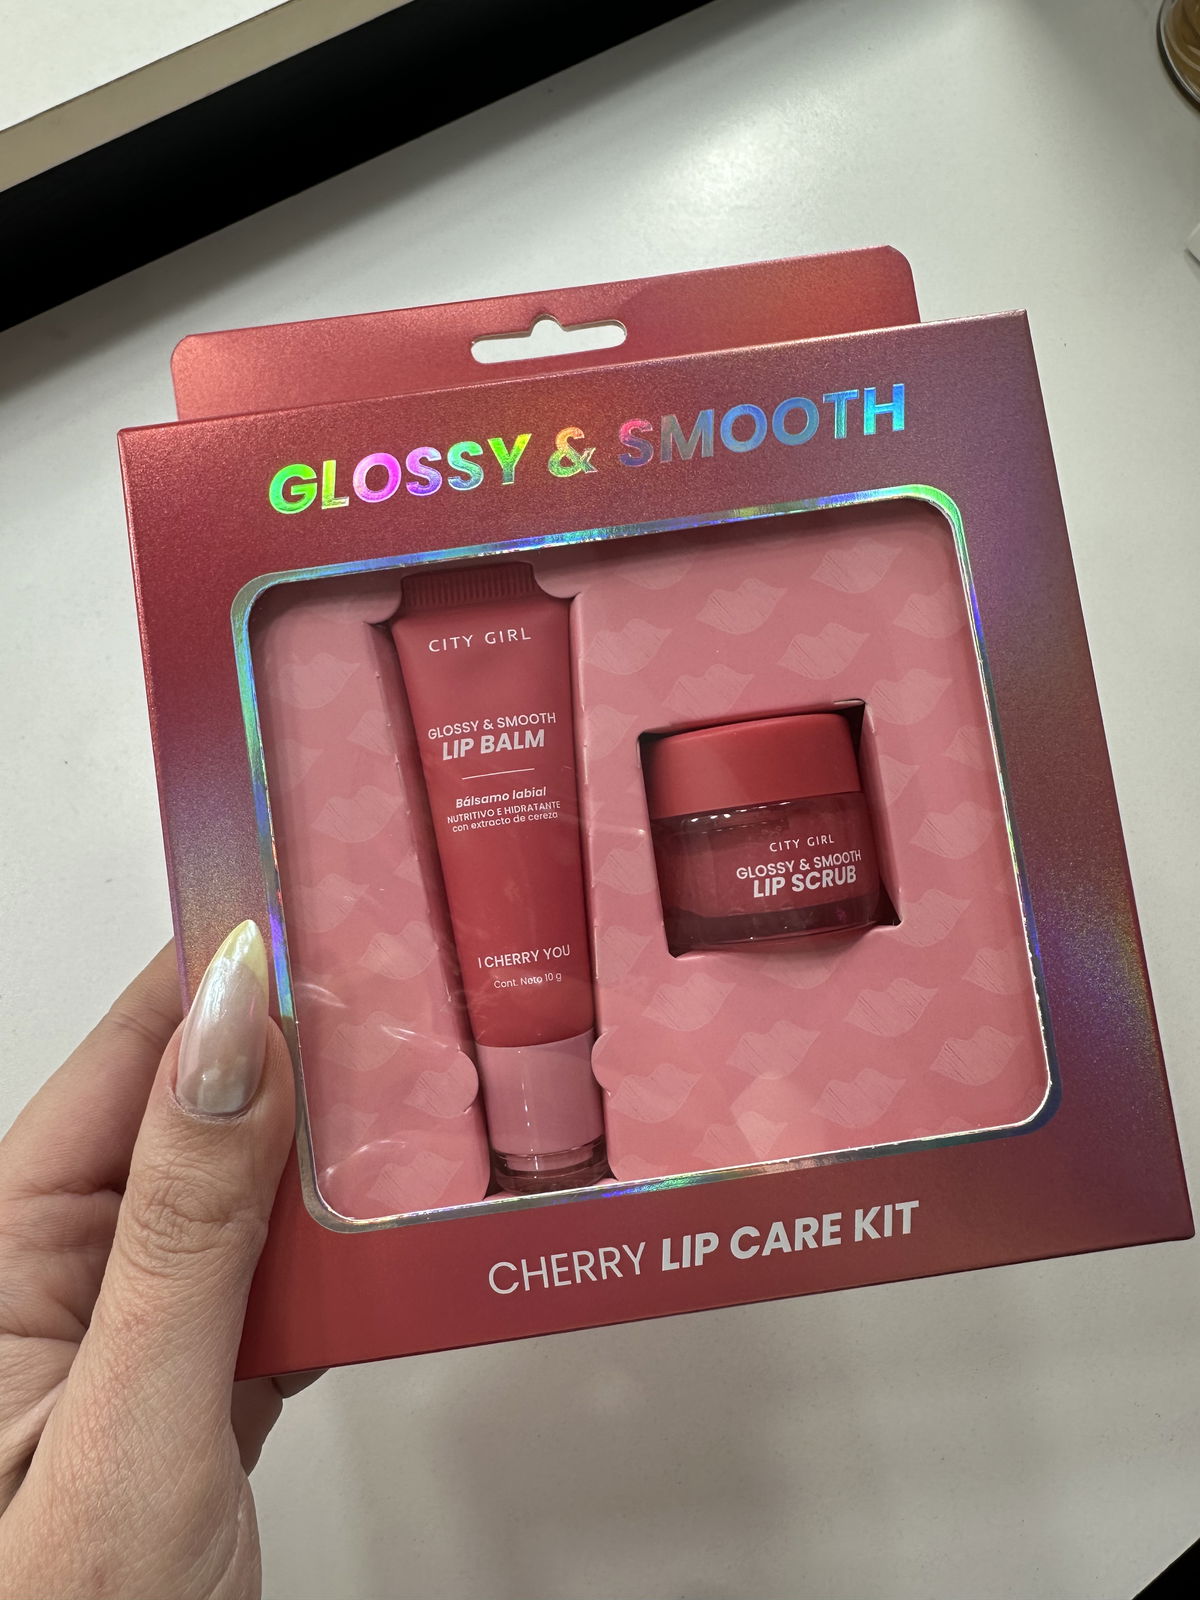 GLOSSY & SMOOTH
CITY GIRL
GLOSSY & SMOOTH
LIP BALM
Bálsamo labial
NUTRITIVO E HIDRATANTE
con extracto de cereza
I CHERRY YOU
Cont. Neto 10 g
CITY GIRL
GLOSSY & SMOOTH
LIP SCRUB
CHERRY LIP CARE KIT